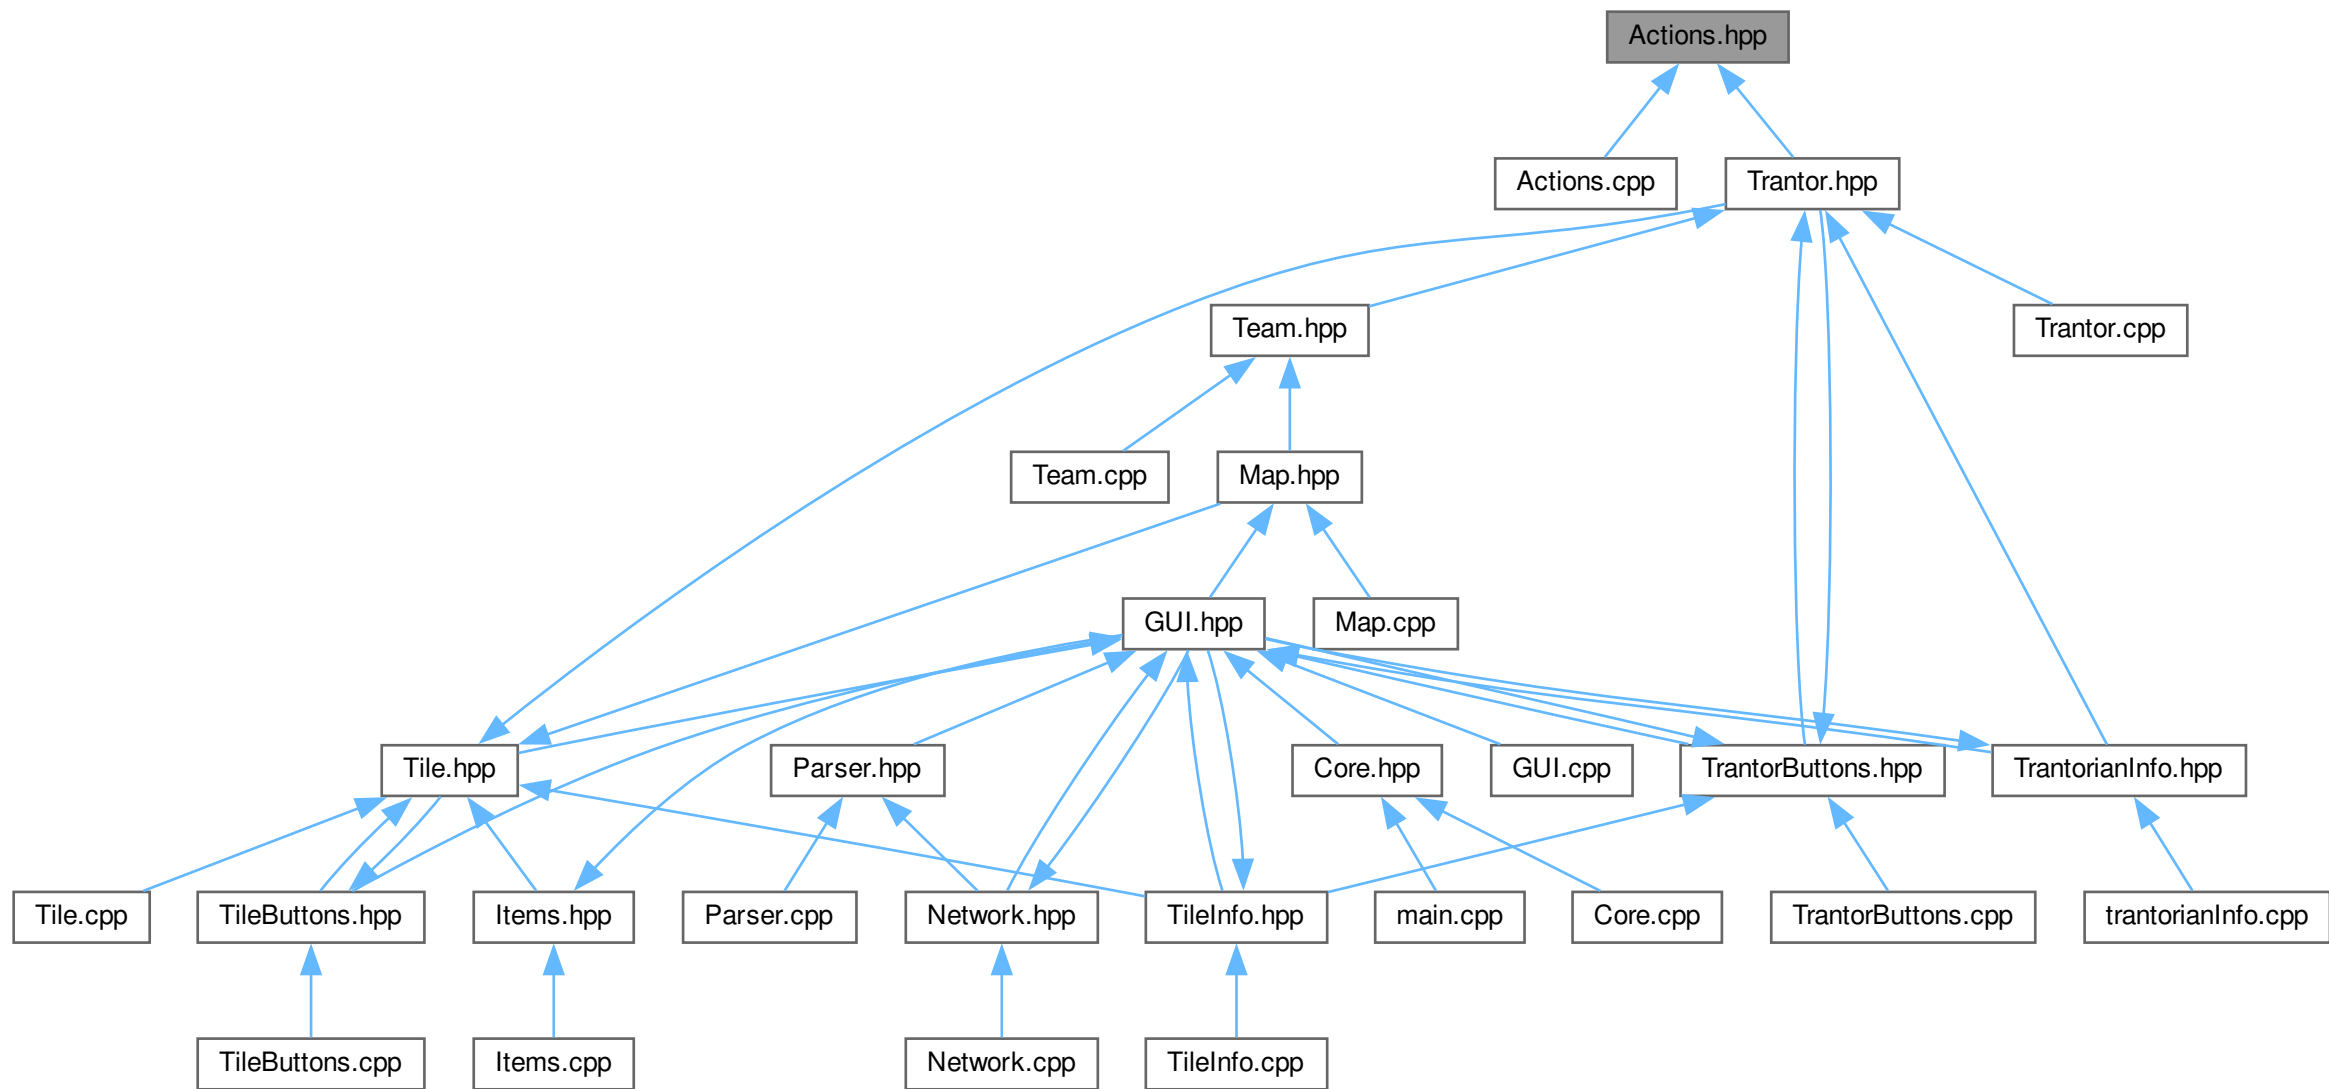 Actions.hpp
Actions.cpp
Trantor.hpp
Team.hpp
Trantor.cpp
Team.cpp
Map.hpp
GUI.hpp
Map.cpp
Tile.hpp
Parser.hpp
Core.hpp
GUI.cpp
TrantorButtons.hpp
TrantorianInfo.hpp
Tile.cpp
TileButtons.hpp
Items.hpp
Parser.cpp
Network.hpp
TileInfo.hpp
main.cpp
Core.cpp
TrantorButtons.cpp
trantorianInfo.cpp
TileButtons.cpp
Items.cpp
Network.cpp
TileInfo.cpp